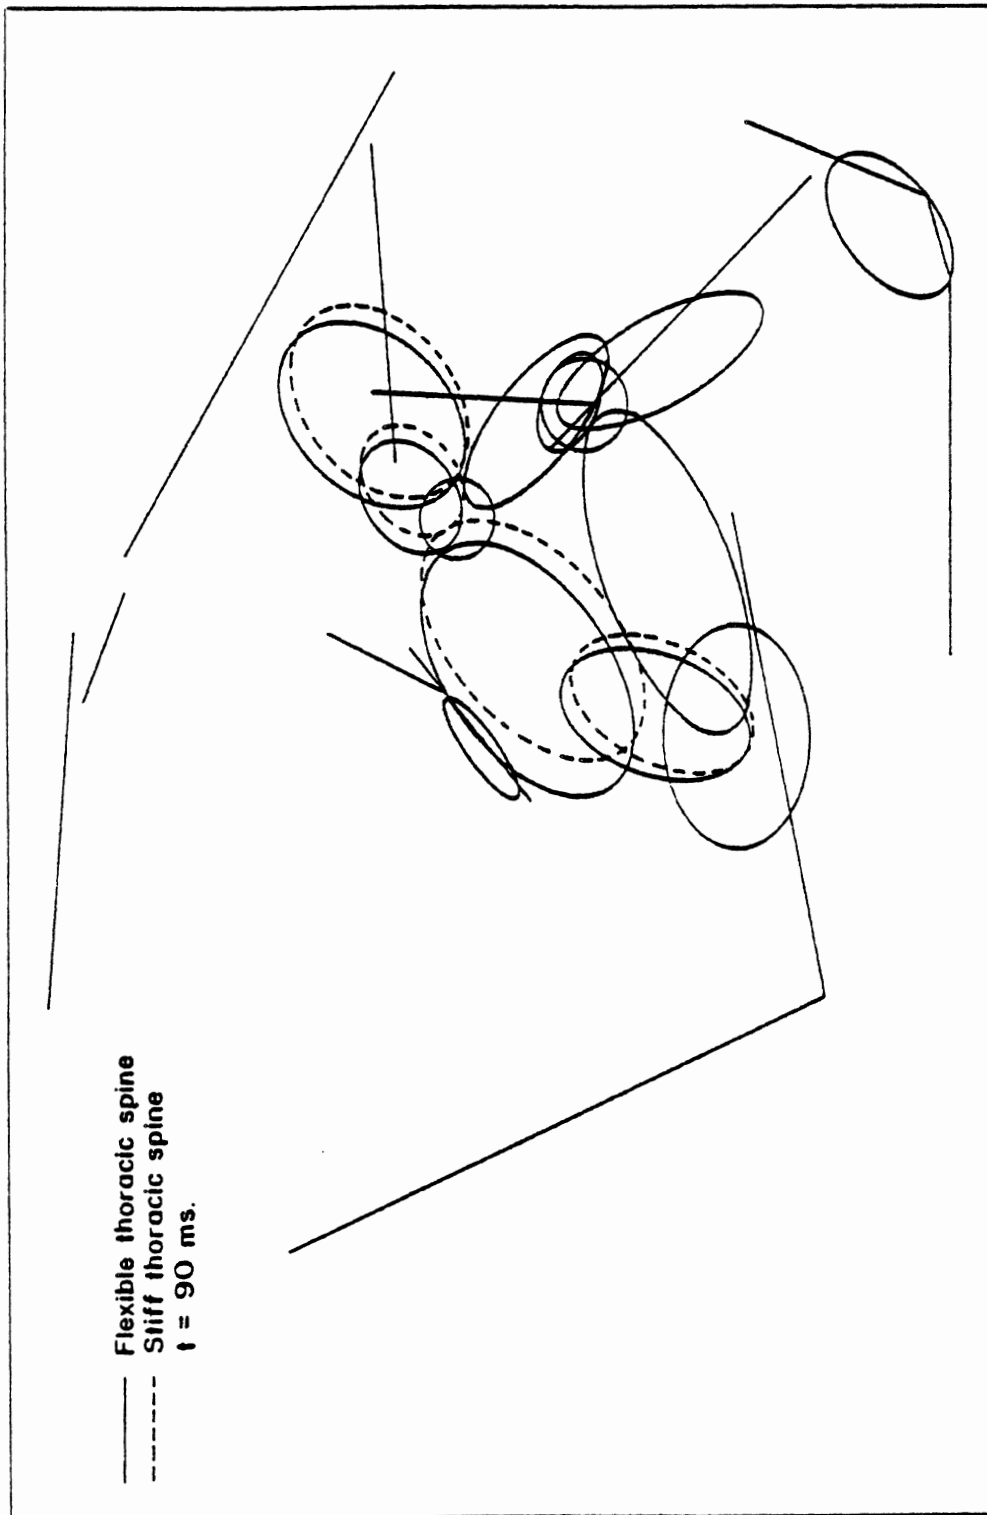 Flexible thoracic spine
Stiff thoracic spine
t = 90 ms.